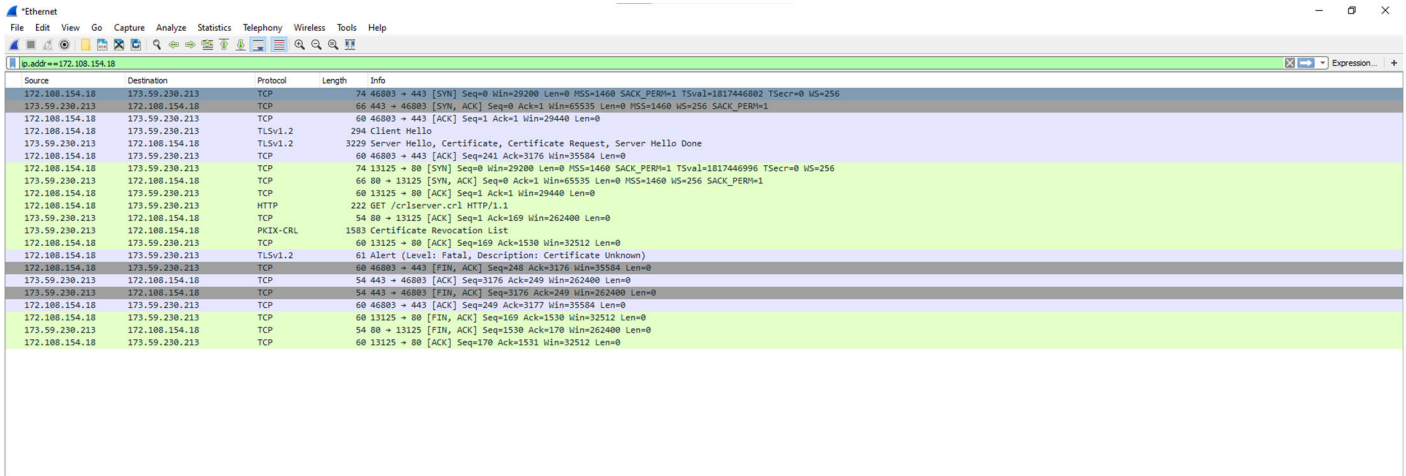 *Ethernet
File Edit View Go Capture Analyze Statistics Telephony Wireless Tools Help
ip.addr==172.108.154.18 Expression... +
Source Destination Protocol Length Info
172.108.154.18 173.59.230.213 TCP 74 46803 → 443 [SYN] Seq=0 Win=29200 Len=0 MSS=1460 SACK_PERM=1 TSval=1817446802 TSecr=0 WS=256
173.59.230.213 172.108.154.18 TCP 66 443 → 46803 [SYN, ACK] Seq=0 Ack=1 Win=65535 Len=0 MSS=1460 WS=256 SACK_PERM=1
172.108.154.18 173.59.230.213 TCP 60 46803 → 443 [ACK] Seq=1 Ack=1 Win=29440 Len=0
172.108.154.18 173.59.230.213 TLSv1.2 294 Client Hello
173.59.230.213 172.108.154.18 TLSv1.2 3229 Server Hello, Certificate, Certificate Request, Server Hello Done
172.108.154.18 173.59.230.213 TCP 60 46803 → 443 [ACK] Seq=241 Ack=3176 Win=35584 Len=0
172.108.154.18 173.59.230.213 TCP 74 13125 → 80 [SYN] Seq=0 Win=29200 Len=0 MSS=1460 SACK_PERM=1 TSval=1817446996 TSecr=0 WS=256
173.59.230.213 172.108.154.18 TCP 66 80 → 13125 [SYN, ACK] Seq=0 Ack=1 Win=65535 Len=0 MSS=1460 WS=256 SACK_PERM=1
172.108.154.18 173.59.230.213 TCP 60 13125 → 80 [ACK] Seq=1 Ack=1 Win=29440 Len=0
172.108.154.18 173.59.230.213 HTTP 222 GET /crlserver.crl HTTP/1.1
173.59.230.213 172.108.154.18 TCP 54 80 → 13125 [ACK] Seq=1 Ack=169 Win=262400 Len=0
173.59.230.213 172.108.154.18 PKIX-CRL 1583 Certificate Revocation List
172.108.154.18 173.59.230.213 TCP 60 13125 → 80 [ACK] Seq=169 Ack=1530 Win=32512 Len=0
172.108.154.18 173.59.230.213 TLSv1.2 61 Alert (Level: Fatal, Description: Certificate Unknown)
172.108.154.18 173.59.230.213 TCP 60 46803 → 443 [FIN, ACK] Seq=248 Ack=3176 Win=35584 Len=0
173.59.230.213 172.108.154.18 TCP 54 443 → 46803 [ACK] Seq=3176 Ack=249 Win=262400 Len=0
173.59.230.213 172.108.154.18 TCP 54 443 → 46803 [FIN, ACK] Seq=3176 Ack=249 Win=262400 Len=0
172.108.154.18 173.59.230.213 TCP 60 46803 → 443 [ACK] Seq=249 Ack=3177 Win=35584 Len=0
172.108.154.18 173.59.230.213 TCP 60 13125 → 80 [FIN, ACK] Seq=169 Ack=1530 Win=32512 Len=0
173.59.230.213 172.108.154.18 TCP 54 80 → 13125 [FIN, ACK] Seq=1530 Ack=170 Win=262400 Len=0
172.108.154.18 173.59.230.213 TCP 60 13125 → 80 [ACK] Seq=170 Ack=1531 Win=32512 Len=0